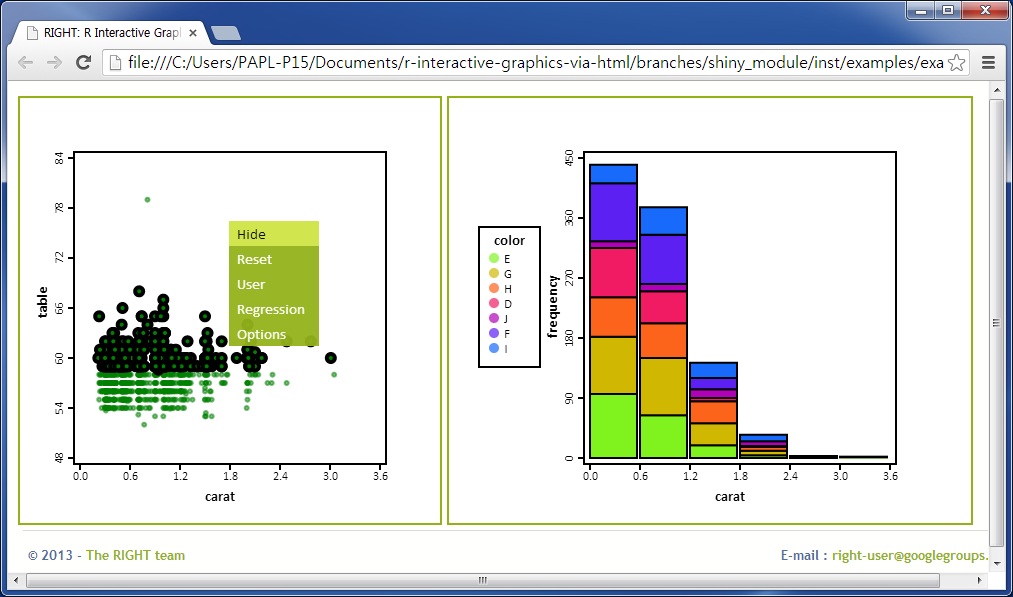 RIGHT: R Interactive Grap
file:///C:/Users/PAPL-P15/Documents/r-interactive-graphics-via-html/branches/shiny_module/inst/examples/exa
84
78
72
66
60
54
48
table
0.0 0.6 1.2 1.8 2.4 3.0 3.6
carat
Hide
Reset
User
Regression
Options
color
E
G
H
D
J
F
I
450
360
270
180
90
0
frequency
0.0 0.6 1.2 1.8 2.4 3.0 3.6
carat
© 2013 - The RIGHT team
E-mail : right-user@googlegroups.